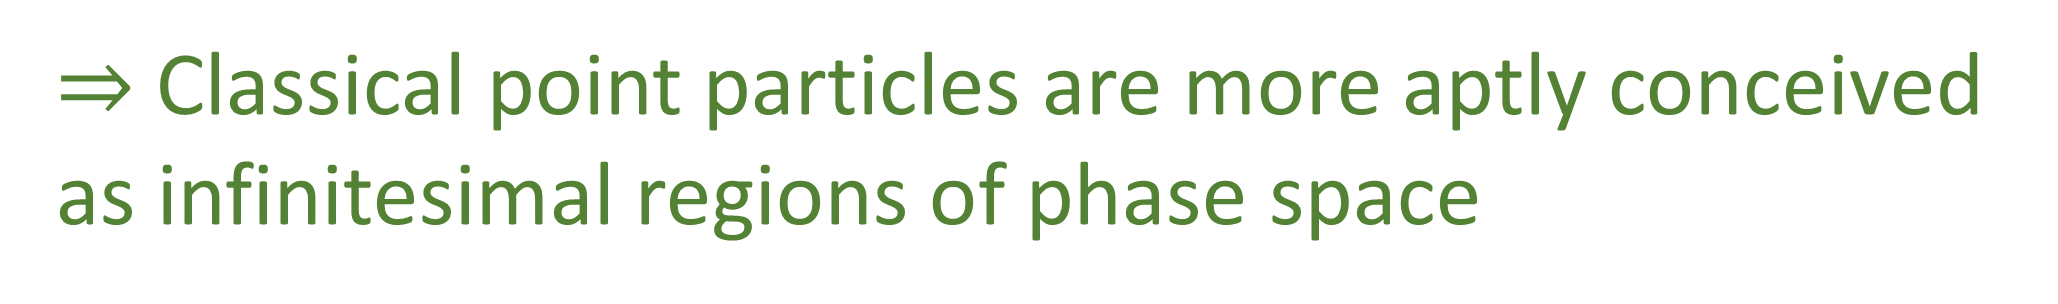 ⇒ Classical point particles are more aptly conceived
as infinitesimal regions of phase space